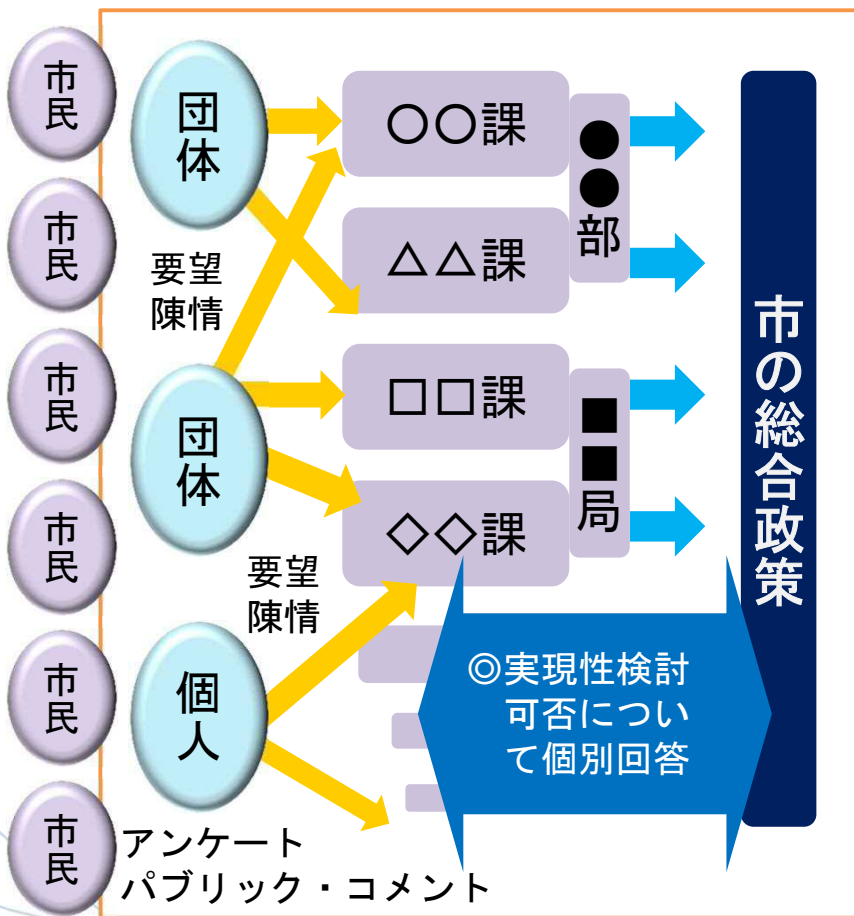 市民
市民
市民
市民
市民
市民
団体
団体
個人
要望
陳情
要望
陳情
アンケート
パブリック・コメント
○○課
△△課
□□課
◇◇課
●●部
■■局
◎実現性検討
可否につい
て個別回答
市の総合政策